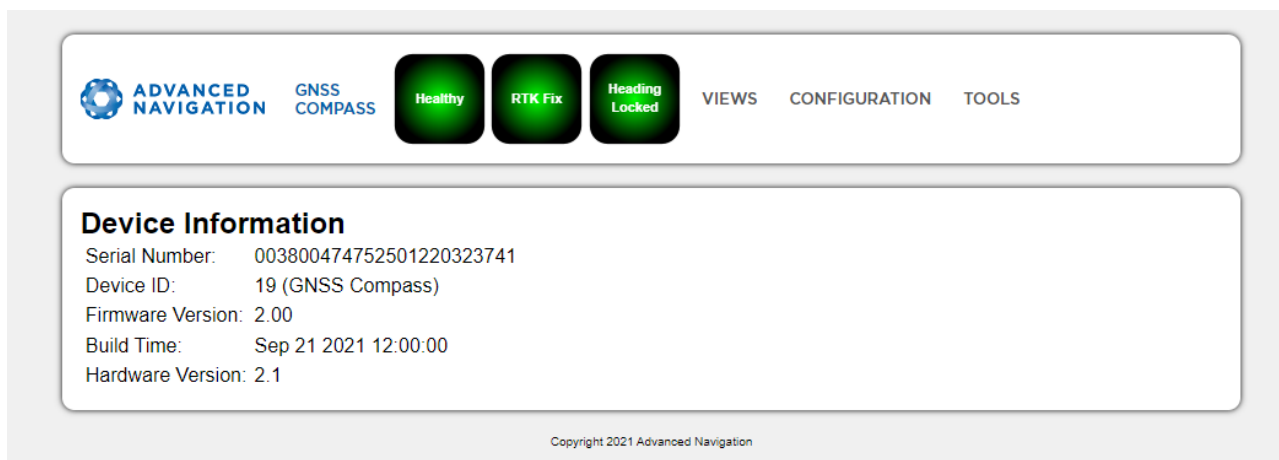 ADVANCED NAVIGATION
GNSS COMPASS
Healthy
RTK Fix
Heading Locked
VIEWS
CONFIGURATION
TOOLS
Device Information
Serial Number: 003800474752501220323741
Device ID: 19 (GNSS Compass)
Firmware Version: 2.00
Build Time: Sep 21 2021 12:00:00
Hardware Version: 2.1
Copyright 2021 Advanced Navigation